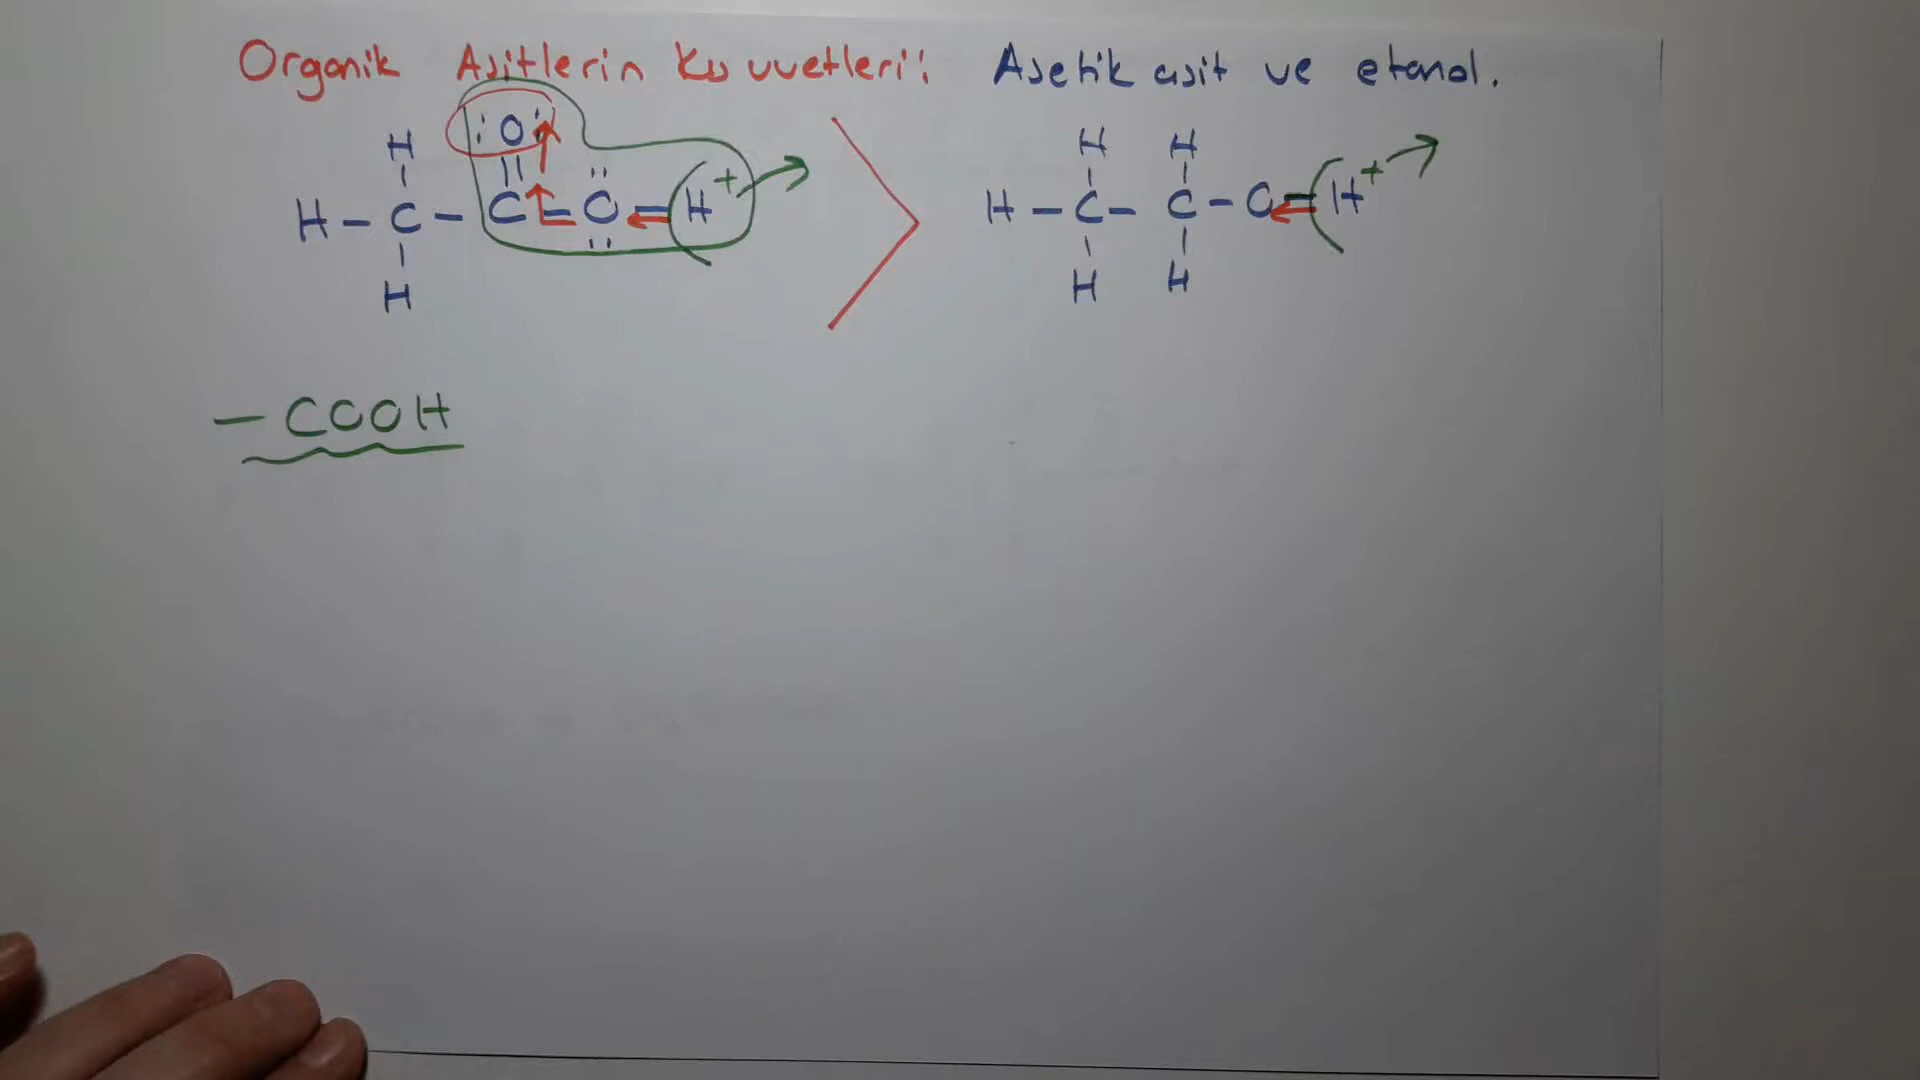 Organik Asitlerin Kuvvetleri: Asetik asit ve etanol.
H :O: H H
|| .. +
H – C – C – O – H H – C – C – O – H +
..
H H H
– COOH